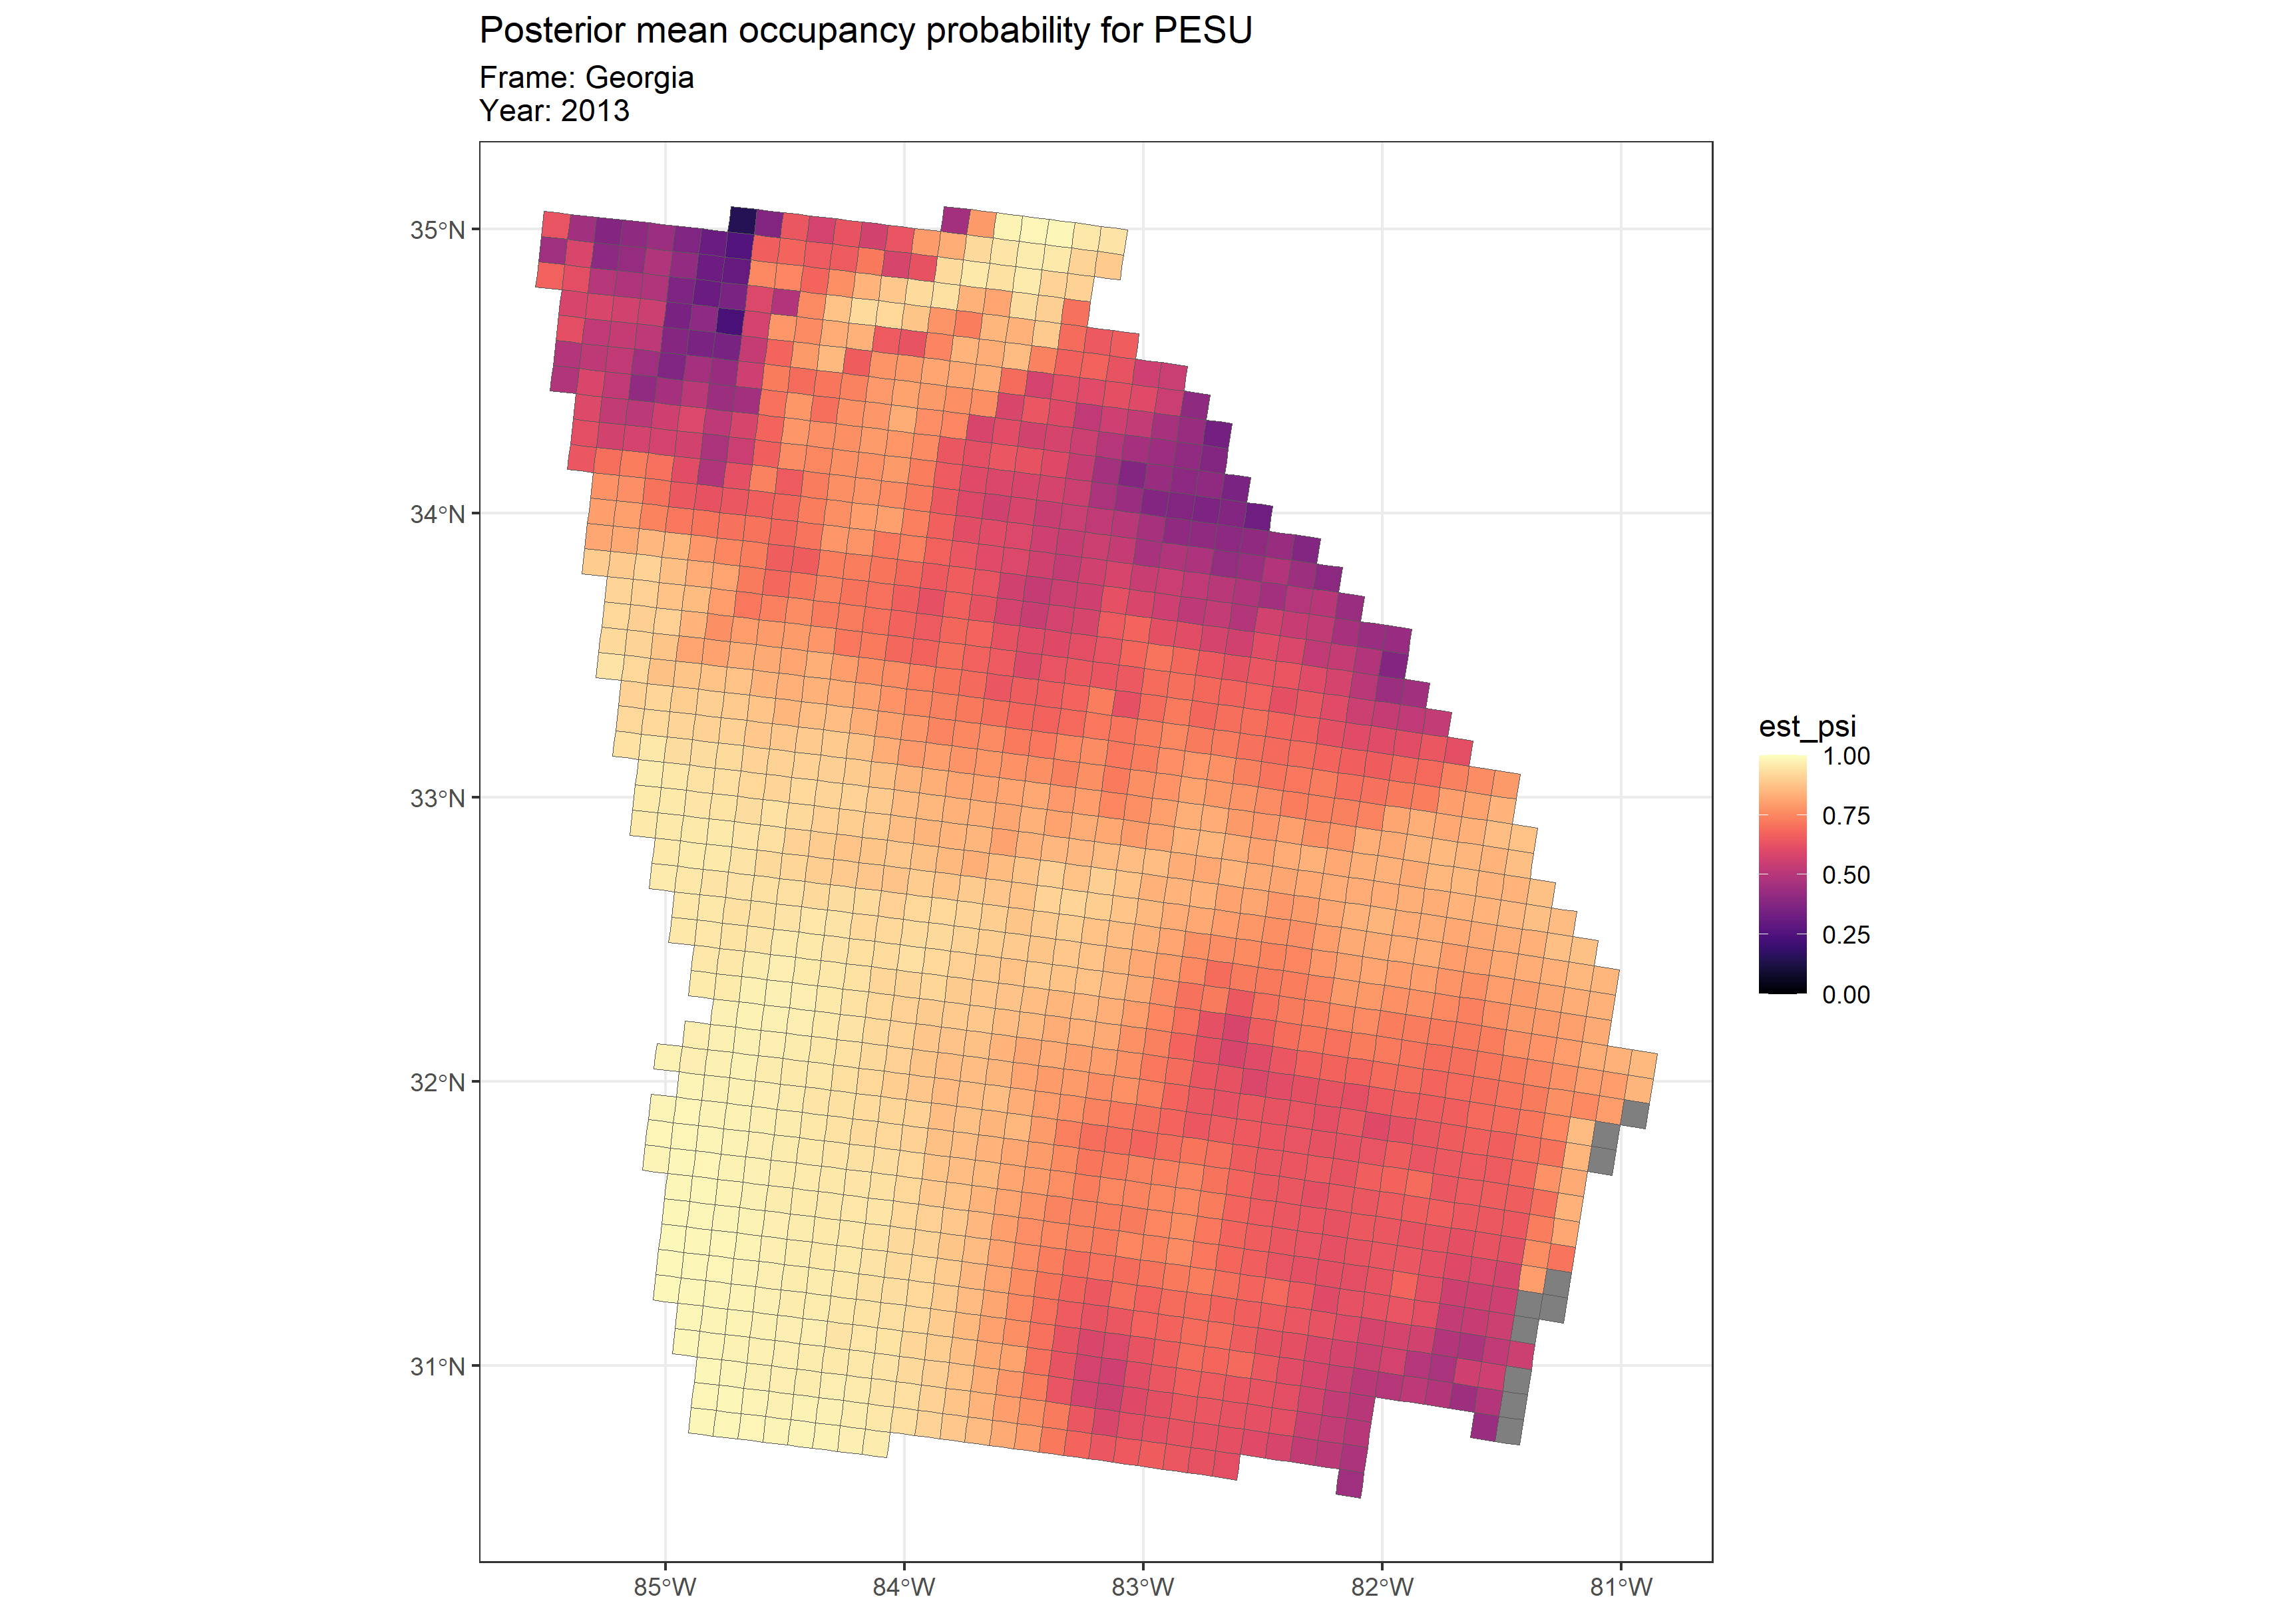 Posterior mean occupancy probability for PESU
Frame: Georgia
Year: 2013
35°N
34°N
33°N
32°N
31°N
85°W
84°W
83°W
82°W
81°W
est_psi
1.00
0.75
0.50
0.25
0.00